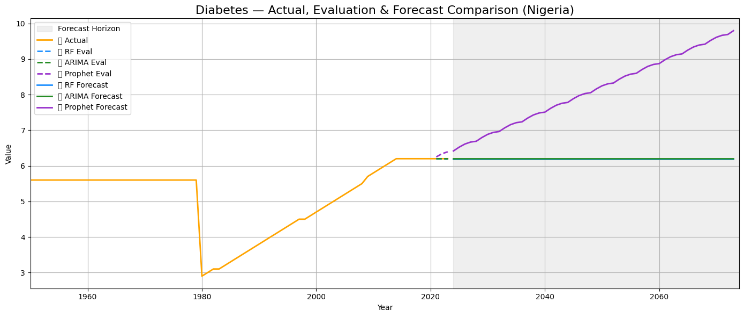 Diabetes — Actual, Evaluation & Forecast Comparison (Nigeria)
Forecast Horizon
Actual
RF Eval
ARIMA Eval
Prophet Eval
RF Forecast
ARIMA Forecast
Prophet Forecast
10
9
8
7
6
5
4
3
Value
1960
1980
2000
2020
2040
2060
Year